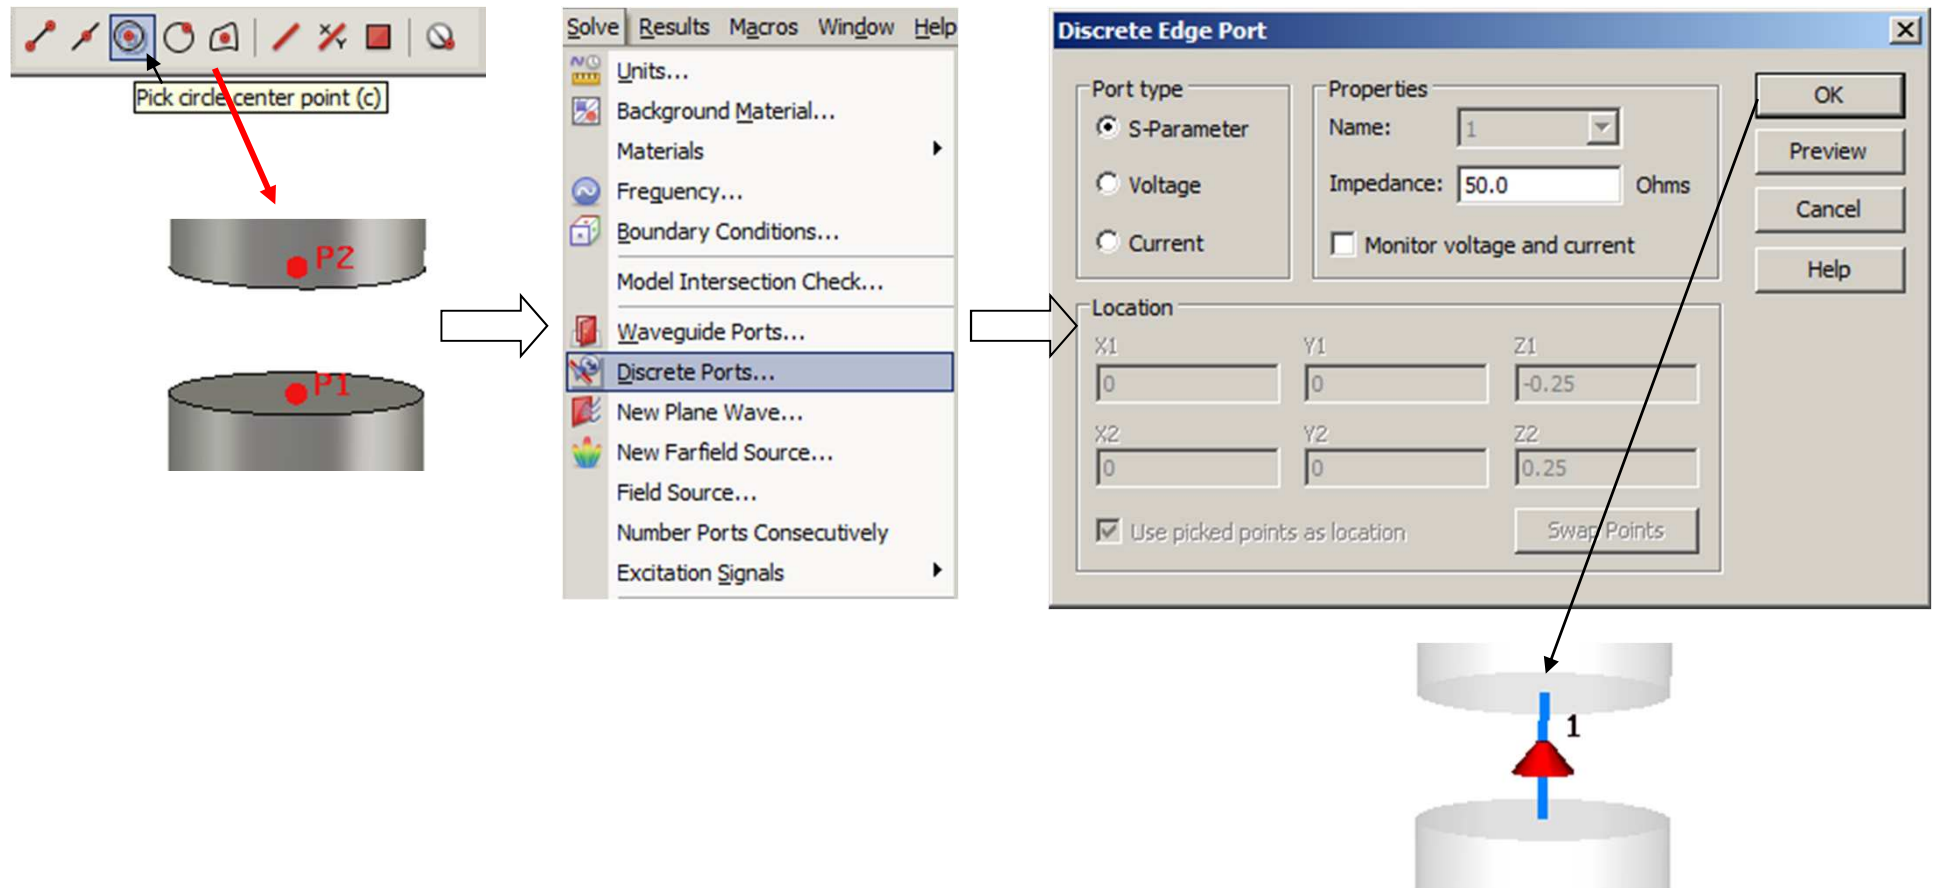 Pick circle center point (c)
P2
P1
Solve Results Macros Window Help
Units...
Background Material...
Materials
Frequency...
Boundary Conditions...
Model Intersection Check...
Waveguide Ports...
Discrete Ports...
New Plane Wave...
New Farfield Source...
Field Source...
Number Ports Consecutively
Excitation Signals
Discrete Edge Port
Port type
S-Parameter
Voltage
Current
Properties
Name: 1
Impedance: 50.0 Ohms
Monitor voltage and current
OK
Preview
Cancel
Help
Location
X1 Y1 Z1
0 0 -0.25
X2 Y2 Z2
0 0 0.25
Use picked points as location
Swap Points
1